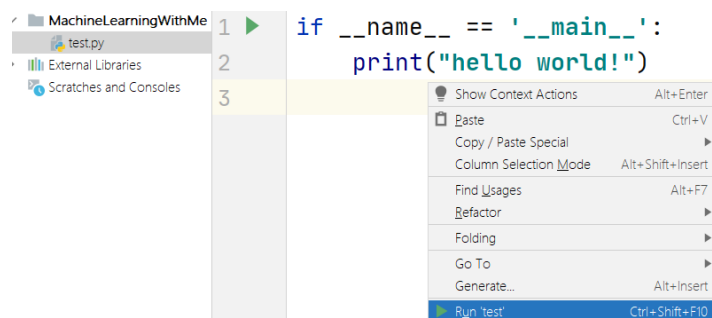 MachineLearningWithMe
test.py
External Libraries
Scratches and Consoles
1 if __name__ == '__main__':
2 print("hello world!")
3
Show Context Actions Alt+Enter
Paste Ctrl+V
Copy / Paste Special
Column Selection Mode Alt+Shift+Insert
Find Usages Alt+F7
Refactor
Folding
Go To
Generate... Alt+Insert
Run 'test' Ctrl+Shift+F10